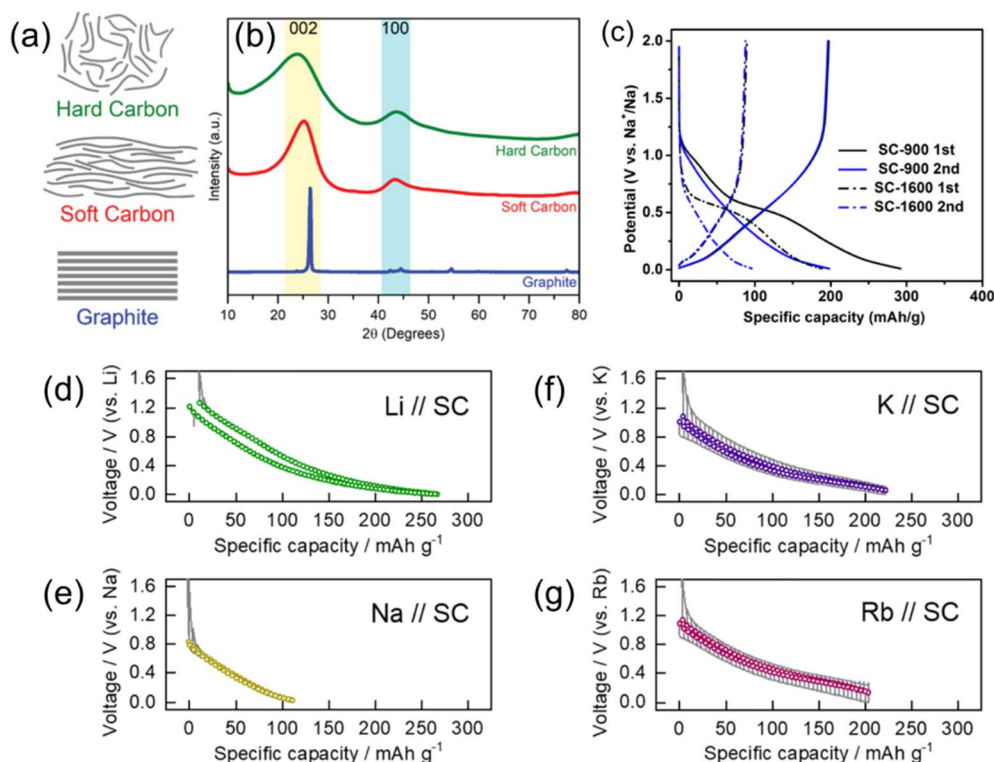 (a)
Hard Carbon
Soft Carbon
Graphite
(b)
002
100
Intensity (a.u.)
Hard Carbon
Soft Carbon
Graphite
10 20 30 40 50 60 70 80
2θ (Degrees)
(c)
Potential (V vs. Na⁺/Na)
2.0
1.5
1.0
0.5
0.0
SC-900 1st
SC-900 2nd
SC-1600 1st
SC-1600 2nd
0 100 200 300 400
Specific capacity (mAh/g)
(d)
Voltage / V (vs. Li)
1.6
1.2
0.8
0.4
0.0
Li // SC
0 50 100 150 200 250 300
Specific capacity / mAh g⁻¹
(f)
Voltage / V (vs. K)
1.6
1.2
0.8
0.4
0.0
K // SC
0 50 100 150 200 250 300
Specific capacity / mAh g⁻¹
(e)
Voltage / V (vs. Na)
1.6
1.2
0.8
0.4
0.0
Na // SC
0 50 100 150 200 250 300
Specific capacity / mAh g⁻¹
(g)
Voltage / V (vs. Rb)
1.6
1.2
0.8
0.4
0.0
Rb // SC
0 50 100 150 200 250 300
Specific capacity / mAh g⁻¹